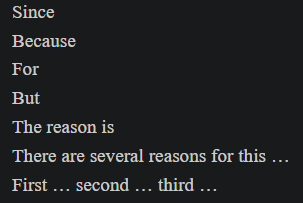 Since
Because
For
But
The reason is
There are several reasons for this …
First … second … third …